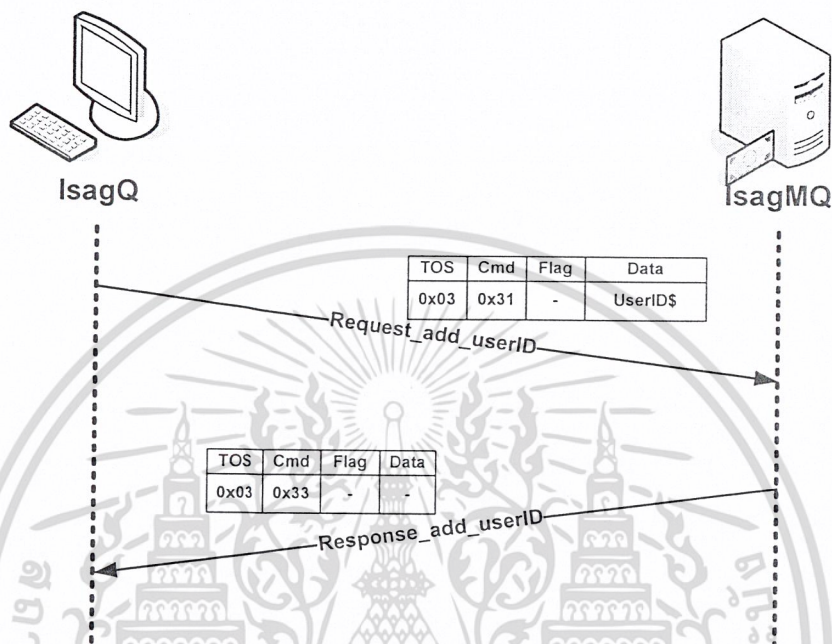 IsagQ
IsagMQ
TOS Cmd Flag Data
0x03 0x31 - UserID$
Request_add_userID
TOS Cmd Flag Data
0x03 0x33 - -
Response_add_userID